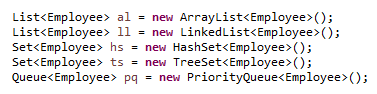 List<Employee> al = new ArrayList<Employee>();
List<Employee> ll = new LinkedList<Employee>();
Set<Employee> hs = new HashSet<Employee>();
Set<Employee> ts = new TreeSet<Employee>();
Queue<Employee> pq = new PriorityQueue<Employee>();